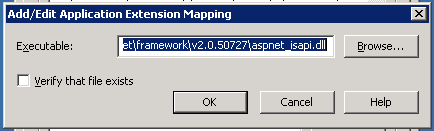 Add/Edit Application Extension Mapping
Executable: et\framework\v2.0.50727\aspnet_isapi.dll Browse...
Verify that file exists
OK Cancel Help